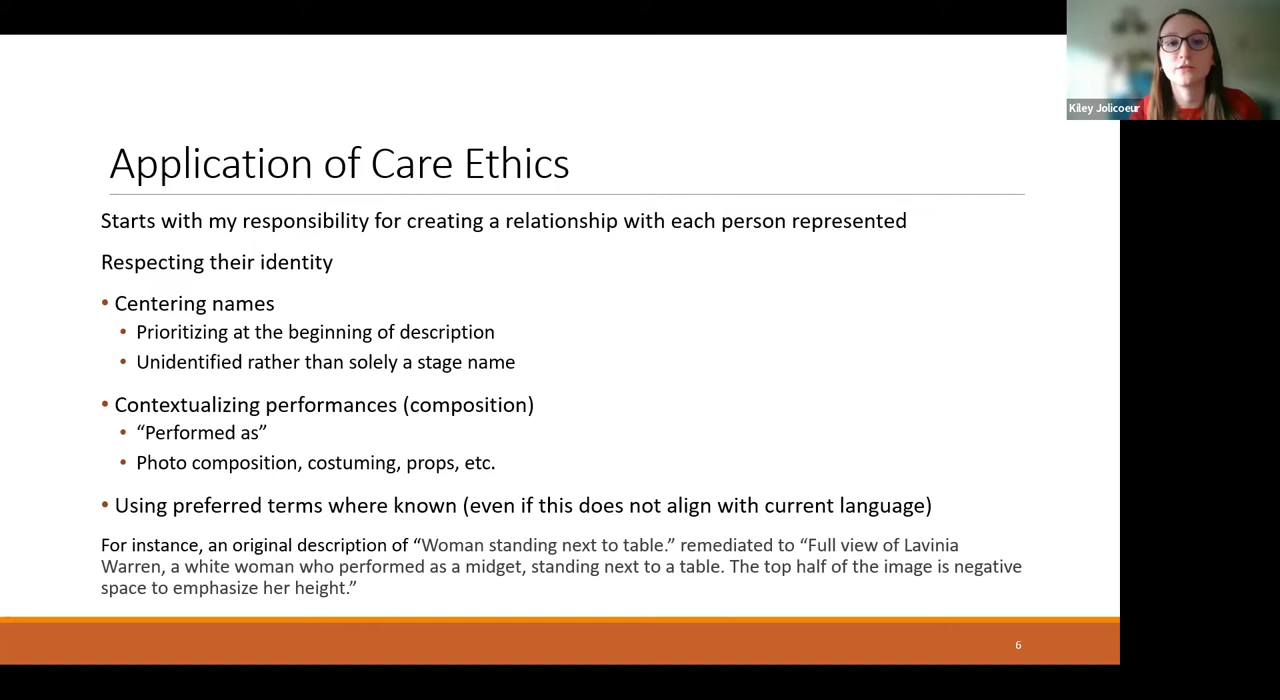 Kiley Jolicoeur
Application of Care Ethics
Starts with my responsibility for creating a relationship with each person represented
Respecting their identity
• Centering names
• Prioritizing at the beginning of description
• Unidentified rather than solely a stage name
• Contextualizing performances (composition)
• “Performed as”
• Photo composition, costuming, props, etc.
• Using preferred terms where known (even if this does not align with current language)
For instance, an original description of “Woman standing next to table.” remediated to “Full view of Lavinia
Warren, a white woman who performed as a midget, standing next to a table. The top half of the image is negative
space to emphasize her height.”
6